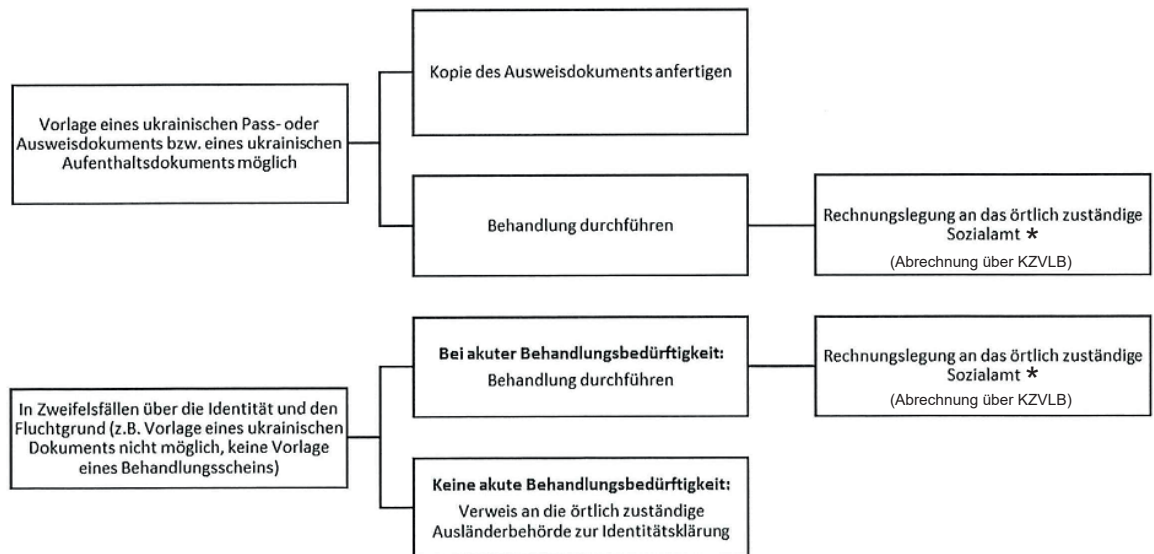 Kopie des Ausweisdokuments anfertigen
Vorlage eines ukrainischen Pass- oder
Ausweisdokuments bzw. eines ukrainischen
Aufenthaltsdokuments möglich
Behandlung durchführen
Rechnungslegung an das örtlich zuständige
Sozialamt *
(Abrechnung über KZVLB)
In Zweifelsfällen über die Identität und den
Fluchtgrund (z.B. Vorlage eines ukrainischen
Dokuments nicht möglich, keine Vorlage
eines Behandlungsscheins)
Bei akuter Behandlungsbedürftigkeit:
Behandlung durchführen
Rechnungslegung an das örtlich zuständige
Sozialamt *
(Abrechnung über KZVLB)
Keine akute Behandlungsbedürftigkeit:
Verweis an die örtlich zuständige
Ausländerbehörde zur Identitätsklärung